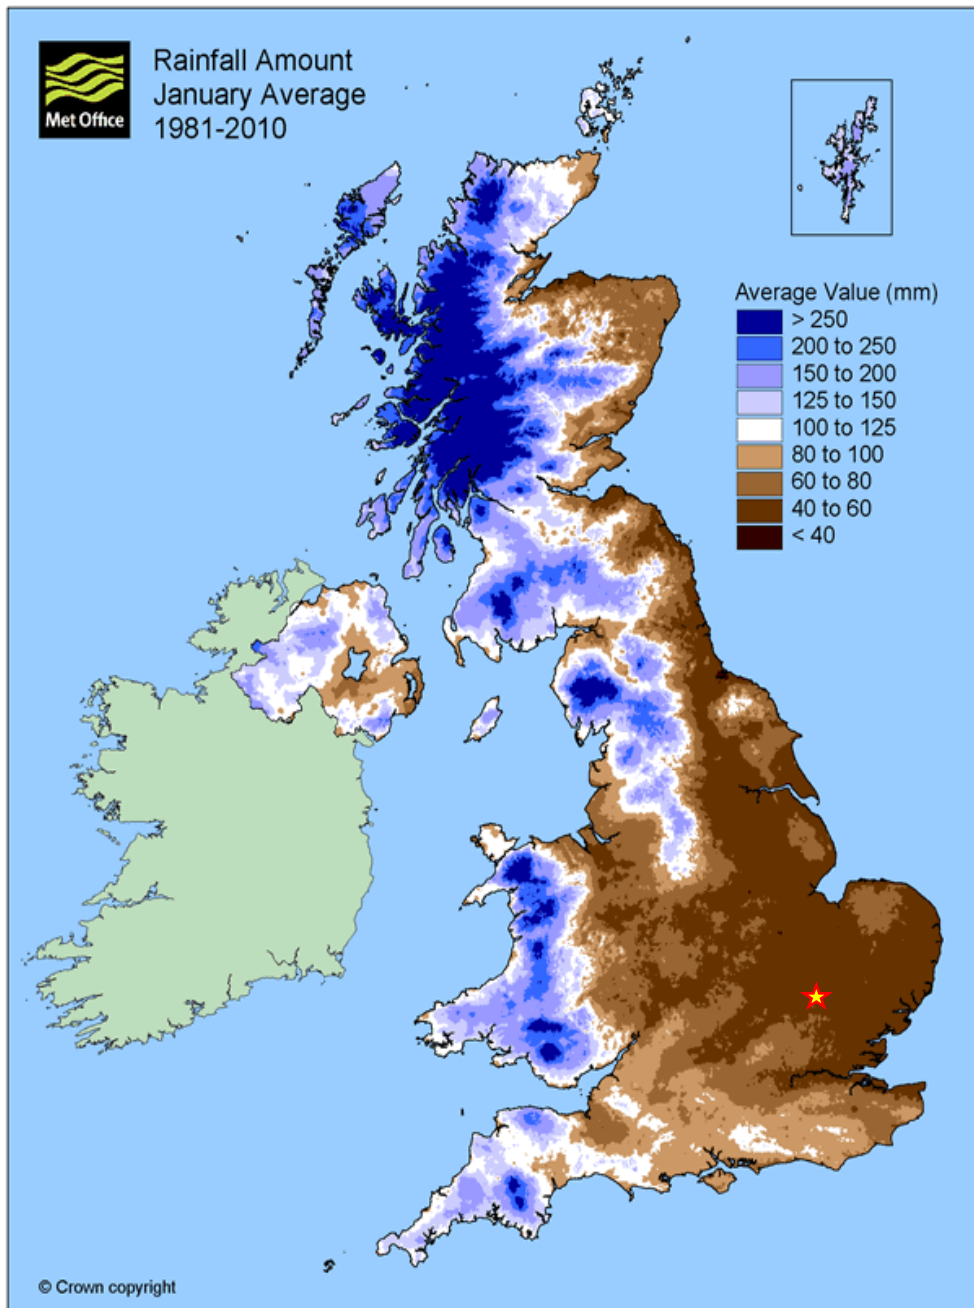 Met Office
Rainfall Amount
January Average
1981-2010
Average Value (mm)
> 250
200 to 250
150 to 200
125 to 150
100 to 125
80 to 100
60 to 80
40 to 60
< 40
© Crown copyright